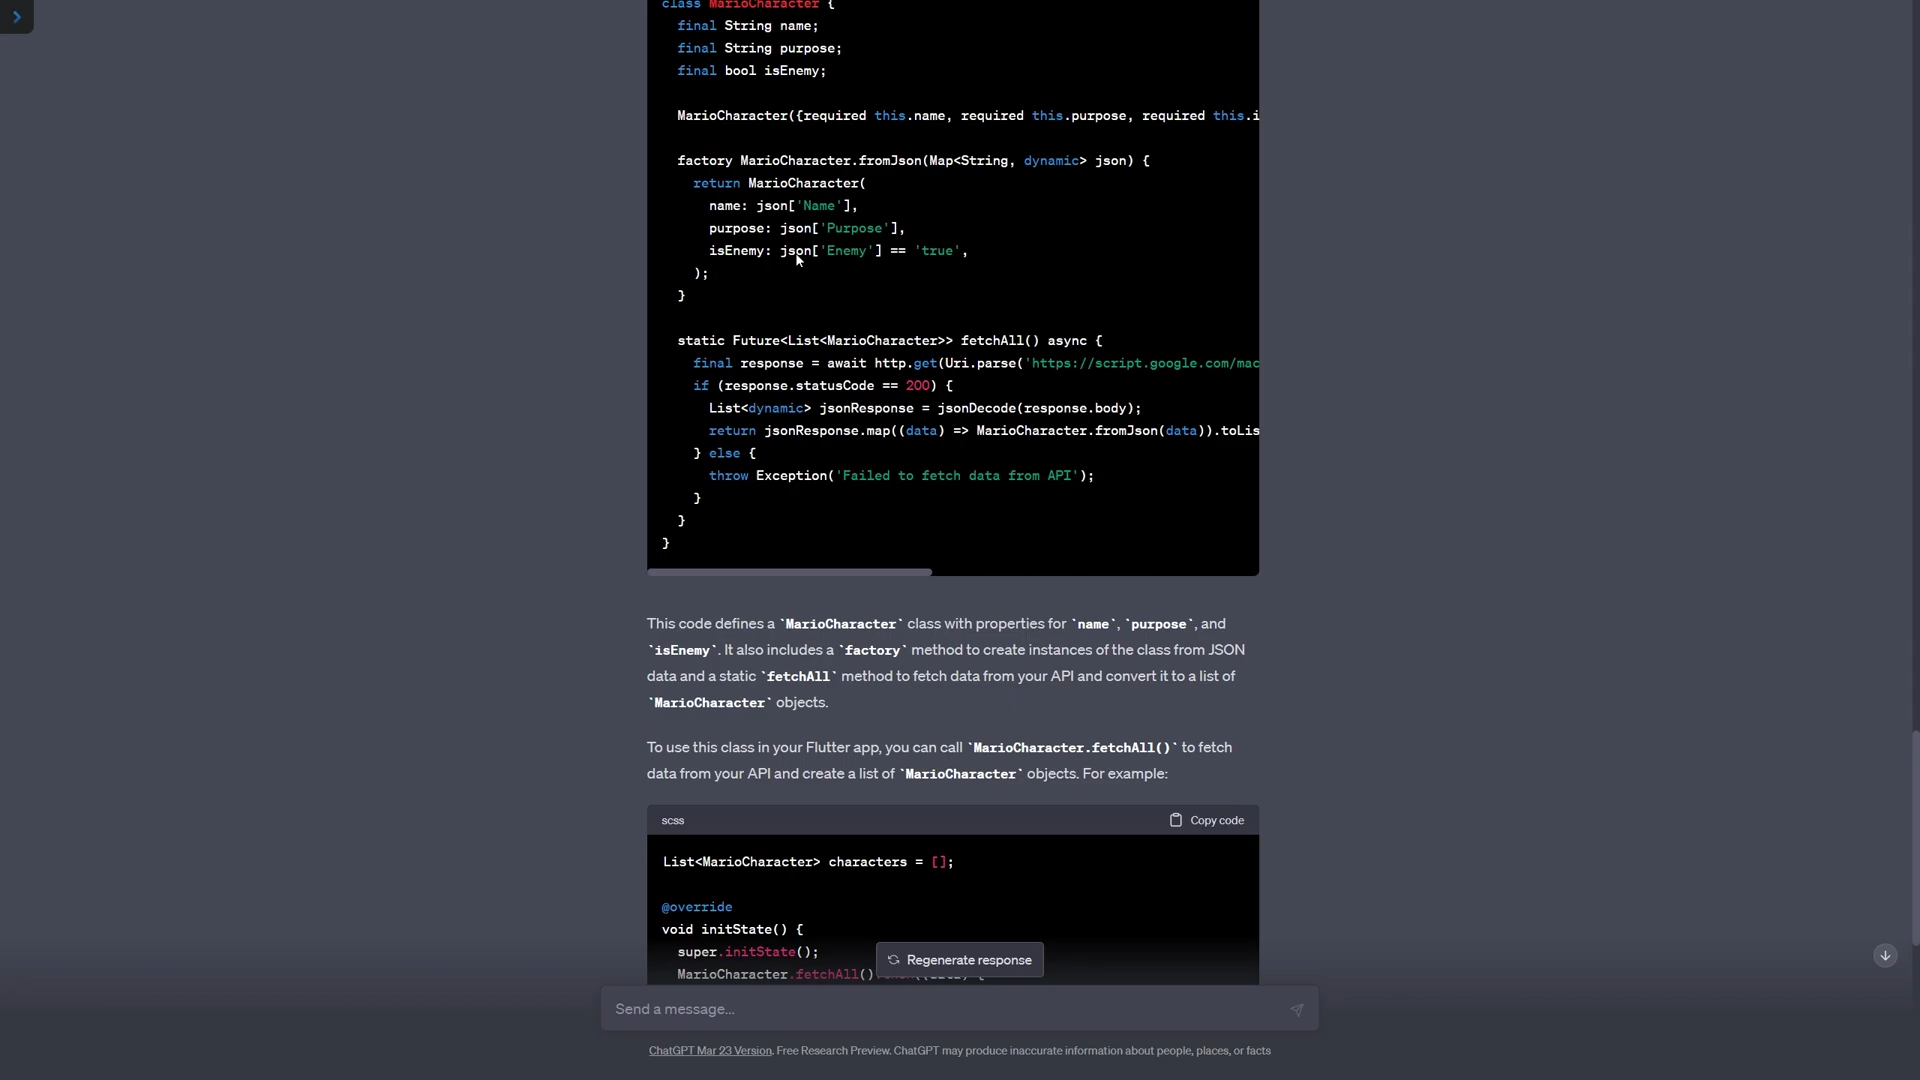 class MarioCharacter {
final String name;
final String purpose;
final bool isEnemy;
MarioCharacter({required this.name, required this.purpose, required this.i
factory MarioCharacter.fromJson(Map<String, dynamic> json) {
return MarioCharacter(
name: json['Name'],
purpose: json['Purpose'],
isEnemy: json['Enemy'] == 'true',
);
}
static Future<List<MarioCharacter>> fetchAll() async {
final response = await http.get(Uri.parse('https://script.google.com/mac
if (response.statusCode == 200) {
List<dynamic> jsonResponse = jsonDecode(response.body);
return jsonResponse.map((data) => MarioCharacter.fromJson(data)).toLis
} else {
throw Exception('Failed to fetch data from API');
}
}
}
This code defines a `MarioCharacter` class with properties for `name`, `purpose`, and
`isEnemy`. It also includes a `factory` method to create instances of the class from JSON
data and a static `fetchAll` method to fetch data from your API and convert it to a list of
`MarioCharacter` objects.
To use this class in your Flutter app, you can call `MarioCharacter.fetchAll()` to fetch
data from your API and create a list of `MarioCharacter` objects. For example:
scss
Copy code
List<MarioCharacter> characters = [];
@override
void initState() {
super.initState();
MarioCharacter.fetchAll()
Regenerate response
Send a message...
ChatGPT Mar 23 Version. Free Research Preview. ChatGPT may produce inaccurate information about people, places, or facts